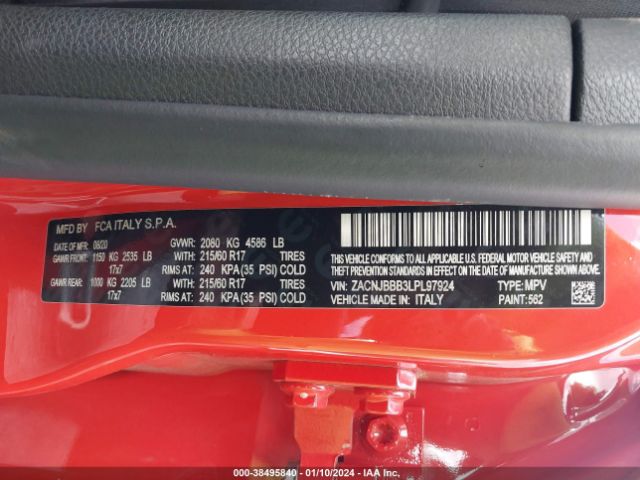 MFD BY FCA ITALY S.P.A.
08/20 GVWR: 2080 KG 4586 LB
GAWR FRONT: 1150 KG 2535 LB WITH: 215/60 R17 TIRES
17x7 RIMS AT: 240 KPA (35 PSI) COLD
GAWR REAR: 1000 KG 2205 LB WITH: 215/60 R17 TIRES
17x7 RIMS AT: 240 KPA (35 PSI) COLD
THIS VEHICLE CONFORMS TO ALL APPLICABLE
U.S.A. FEDERAL MOTOR VEHICLE SAFETY
AND THEFT PREVENTION STANDARDS IN EFFECT
ON THE DATE OF MANUFACTURE SHOWN ABOVE.
VIN: ZACNJBBB3LPL97924 TYPE: MPV
VEHICLE MADE IN: ITALY PAINT: 562
000-38495840 - 01/10/2024 - IAA Inc.